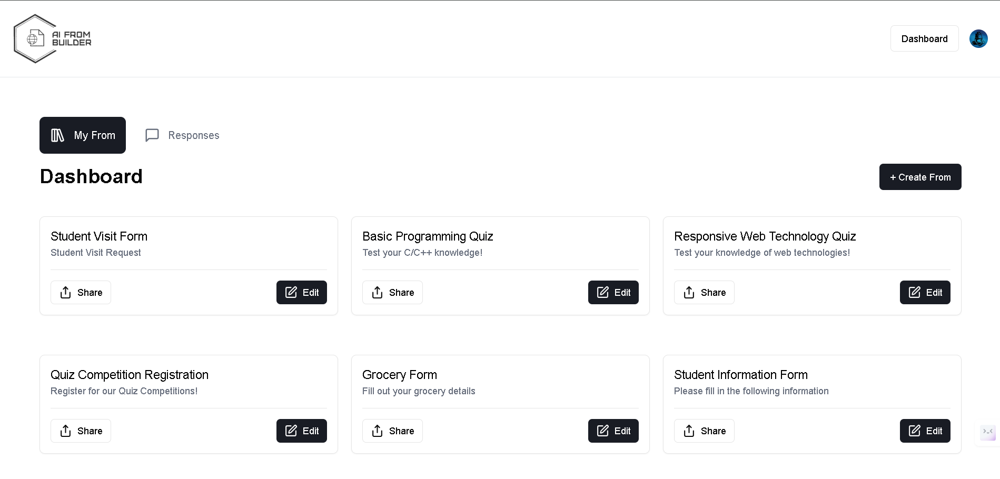 AI FROM
BUILDER
Dashboard
My From
Responses
Dashboard
+ Create From
Student Visit Form
Student Visit Request
Share
Edit
Basic Programming Quiz
Test your C/C++ knowledge!
Share
Edit
Responsive Web Technology Quiz
Test your knowledge of web technologies!
Share
Edit
Quiz Competition Registration
Register for our Quiz Competitions!
Share
Edit
Grocery Form
Fill out your grocery details
Share
Edit
Student Information Form
Please fill in the following information
Share
Edit